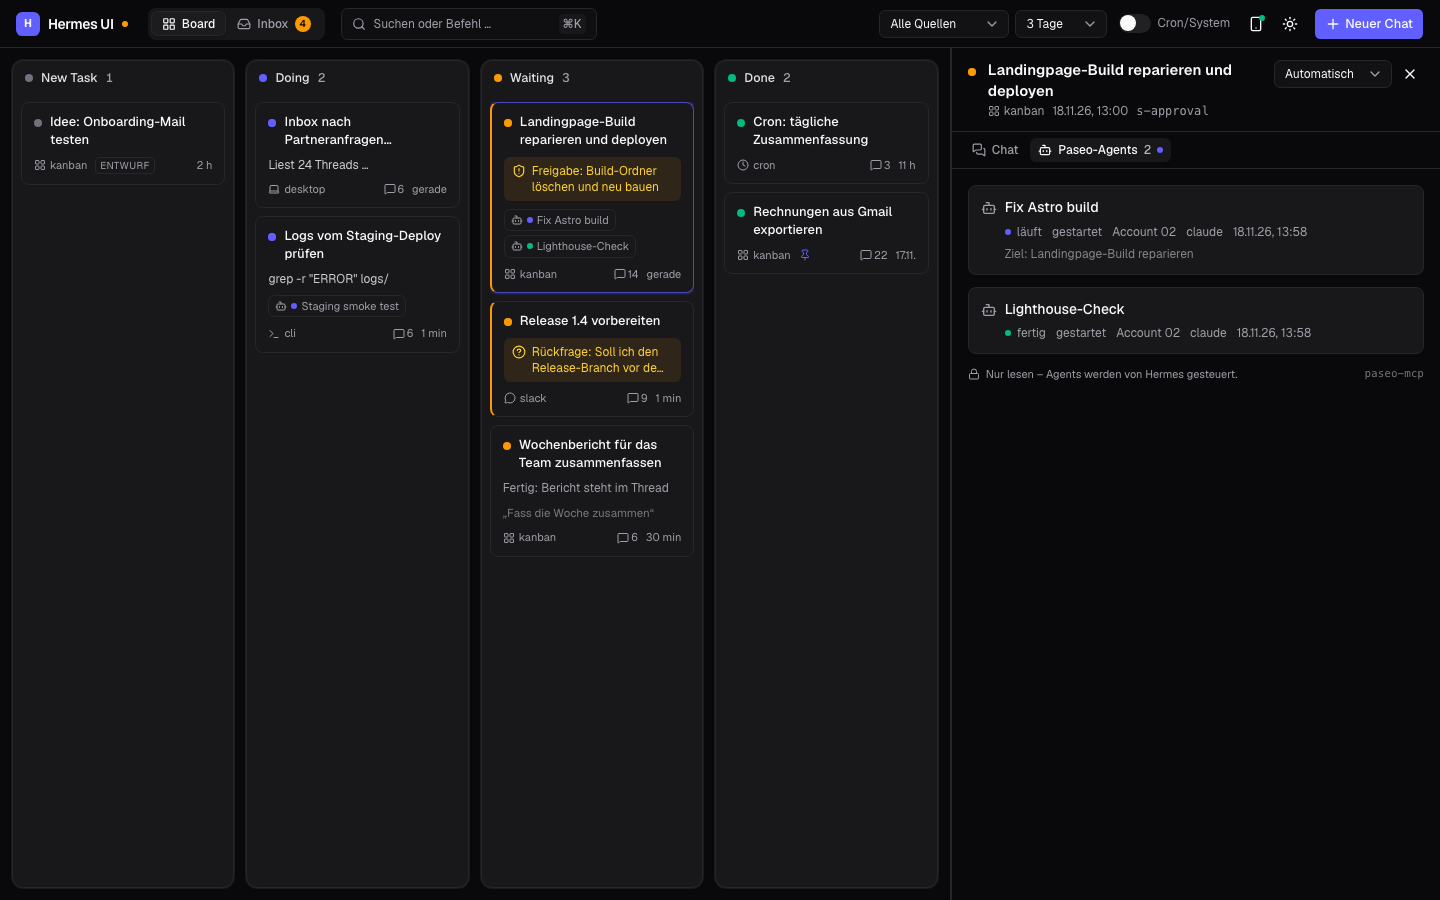 H Hermes UI
Board
Inbox 4
Suchen oder Befehl … ⌘K
Alle Quellen
3 Tage
Cron/System
Neuer Chat
New Task 1
Idee: Onboarding-Mail
testen
kanban ENTWURF 2 h
Doing 2
Inbox nach
Partneranfragen…
Liest 24 Threads …
desktop 6 gerade
Logs vom Staging-Deploy
prüfen
grep -r "ERROR" logs/
Staging smoke test
cli 6 1 min
Waiting 3
Landingpage-Build
reparieren und deployen
Freigabe: Build-Ordner
löschen und neu bauen
Fix Astro build
Lighthouse-Check
kanban 14 gerade
Release 1.4 vorbereiten
Rückfrage: Soll ich den
Release-Branch vor de…
slack 9 1 min
Wochenbericht für das
Team zusammenfassen
Fertig: Bericht steht im Thread
„Fass die Woche zusammen“
kanban 6 30 min
Done 2
Cron: tägliche
Zusammenfassung
cron 3 11 h
Rechnungen aus Gmail
exportieren
kanban 22 17.11.
Landingpage-Build reparieren und
deployen
Automatisch
kanban 18.11.26, 13:00 s-approval
Chat
Paseo-Agents 2
Fix Astro build
läuft gestartet Account 02 claude 18.11.26, 13:58
Ziel: Landingpage-Build reparieren
Lighthouse-Check
fertig gestartet Account 02 claude 18.11.26, 13:58
Nur lesen – Agents werden von Hermes gesteuert. paseo-mcp